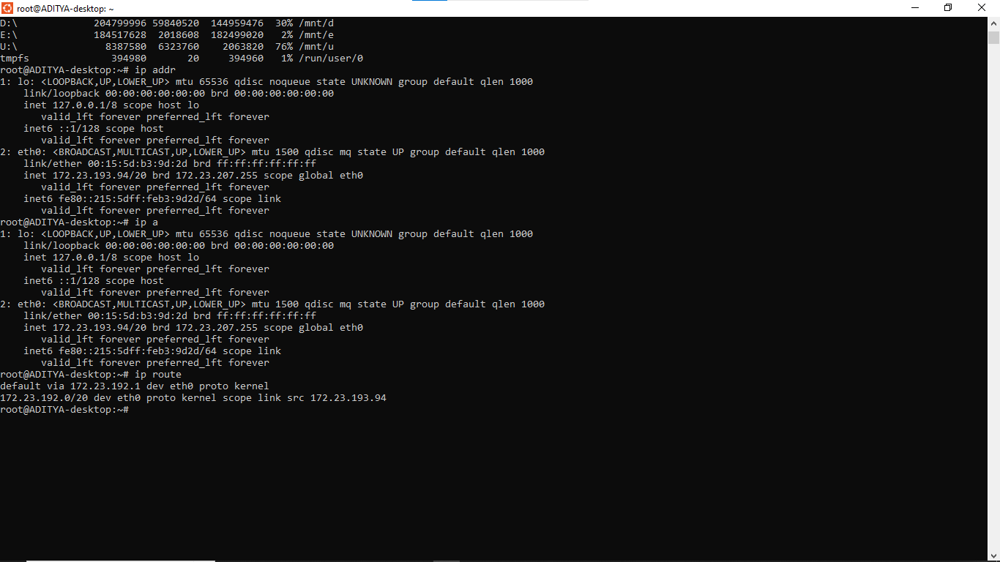 root@ADITYA-desktop: ~
D:\             204799996 59840520  144959476  30% /mnt/d
E:\             184517628  2018608  182499020   2% /mnt/e
U:\               8387580  6323760    2063820  76% /mnt/u
tmpfs              394980       20     394960   1% /run/user/0
root@ADITYA-desktop:~# ip addr
1: lo: <LOOPBACK,UP,LOWER_UP> mtu 65536 qdisc noqueue state UNKNOWN group default qlen 1000
    link/loopback 00:00:00:00:00:00 brd 00:00:00:00:00:00
    inet 127.0.0.1/8 scope host lo
       valid_lft forever preferred_lft forever
    inet6 ::1/128 scope host
       valid_lft forever preferred_lft forever
2: eth0: <BROADCAST,MULTICAST,UP,LOWER_UP> mtu 1500 qdisc mq state UP group default qlen 1000
    link/ether 00:15:5d:b3:9d:2d brd ff:ff:ff:ff:ff:ff
    inet 172.23.193.94/20 brd 172.23.207.255 scope global eth0
       valid_lft forever preferred_lft forever
    inet6 fe80::215:5dff:feb3:9d2d/64 scope link
       valid_lft forever preferred_lft forever
root@ADITYA-desktop:~# ip a
1: lo: <LOOPBACK,UP,LOWER_UP> mtu 65536 qdisc noqueue state UNKNOWN group default qlen 1000
    link/loopback 00:00:00:00:00:00 brd 00:00:00:00:00:00
    inet 127.0.0.1/8 scope host lo
       valid_lft forever preferred_lft forever
    inet6 ::1/128 scope host
       valid_lft forever preferred_lft forever
2: eth0: <BROADCAST,MULTICAST,UP,LOWER_UP> mtu 1500 qdisc mq state UP group default qlen 1000
    link/ether 00:15:5d:b3:9d:2d brd ff:ff:ff:ff:ff:ff
    inet 172.23.193.94/20 brd 172.23.207.255 scope global eth0
       valid_lft forever preferred_lft forever
    inet6 fe80::215:5dff:feb3:9d2d/64 scope link
       valid_lft forever preferred_lft forever
root@ADITYA-desktop:~# ip route
default via 172.23.192.1 dev eth0 proto kernel
172.23.192.0/20 dev eth0 proto kernel scope link src 172.23.193.94
root@ADITYA-desktop:~#